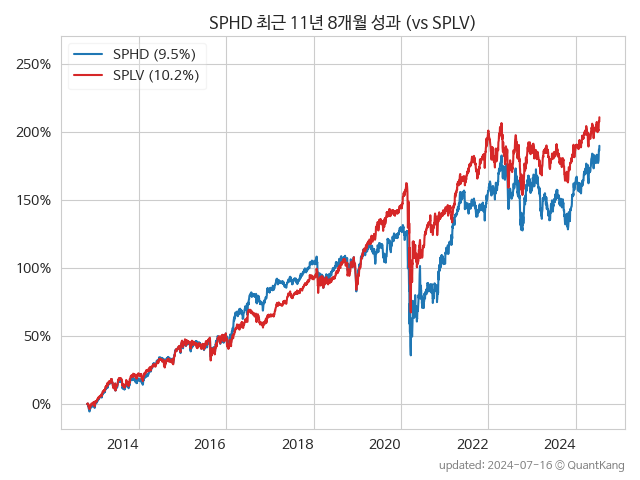 SPHD 최근 11년 8개월 성과 (vs SPLV)
SPHD (9.5%)
SPLV (10.2%)
250%
200%
150%
100%
50%
0%
2014 2016 2018 2020 2022 2024
updated: 2024-07-16 © QuantKang